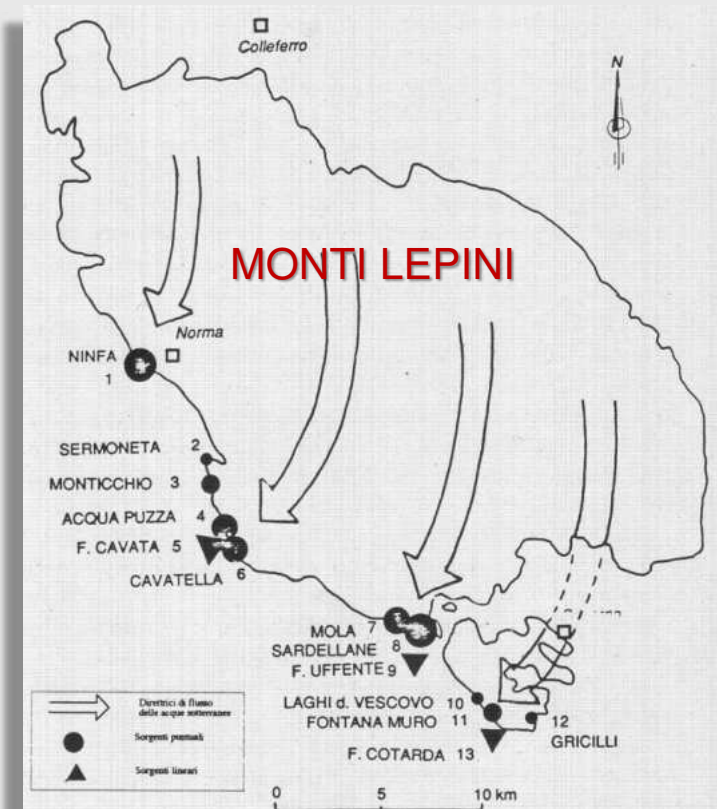 Colleferro
N
MONTI LEPINI
Norma
NINFA
1
SERMONETA 2
MONTICCHIO 3
ACQUA PUZZA 4
F. CAVATA 5
CAVATELLA 6
MOLA 7
SARDELLANE 8
F. UFFENTE 9
LAGHI d. VESCOVO 10
FONTANA MURO 11
12
GRICILLI
F. COTARDA 13
Direttrici di flusso
delle acque sotterranee
Sorgenti puntuali
Sorgenti lineari
0 5 10 km